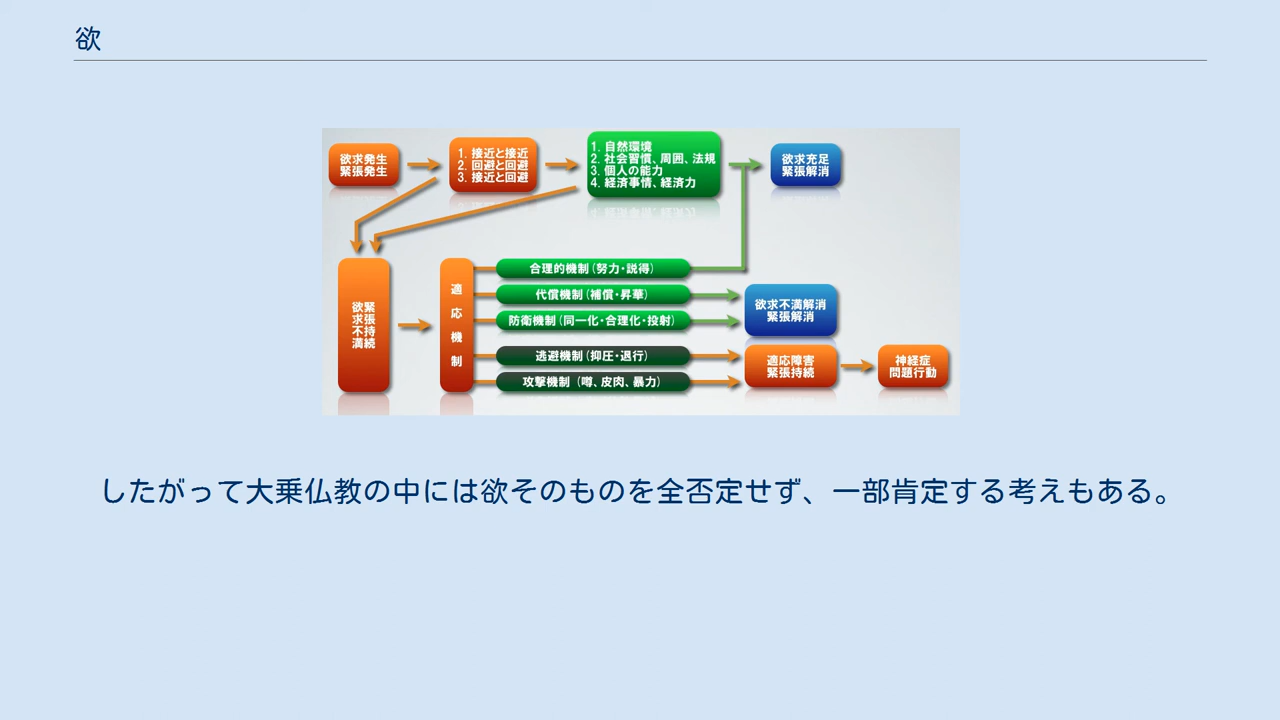 欲
欲求発生
緊張発生
1. 接近と接近
2. 回避と回避
3. 接近と回避
1. 自然環境
2. 社会習慣、周囲、法規
3. 個人の能力
4. 経済事情、経済力
欲求充足
緊張解消
緊張持続
欲求不満
適応機制
合理的機制(努力・説得)
代償機制(補償・昇華)
防衛機制(同一化・合理化・投射)
逃避機制(抑圧・退行)
攻撃機制(噂、皮肉、暴力)
欲求不満解消
緊張解消
適応障害
緊張持続
神経症
問題行動
したがって大乗仏教の中には欲そのものを全否定せず、一部肯定する考えもある。